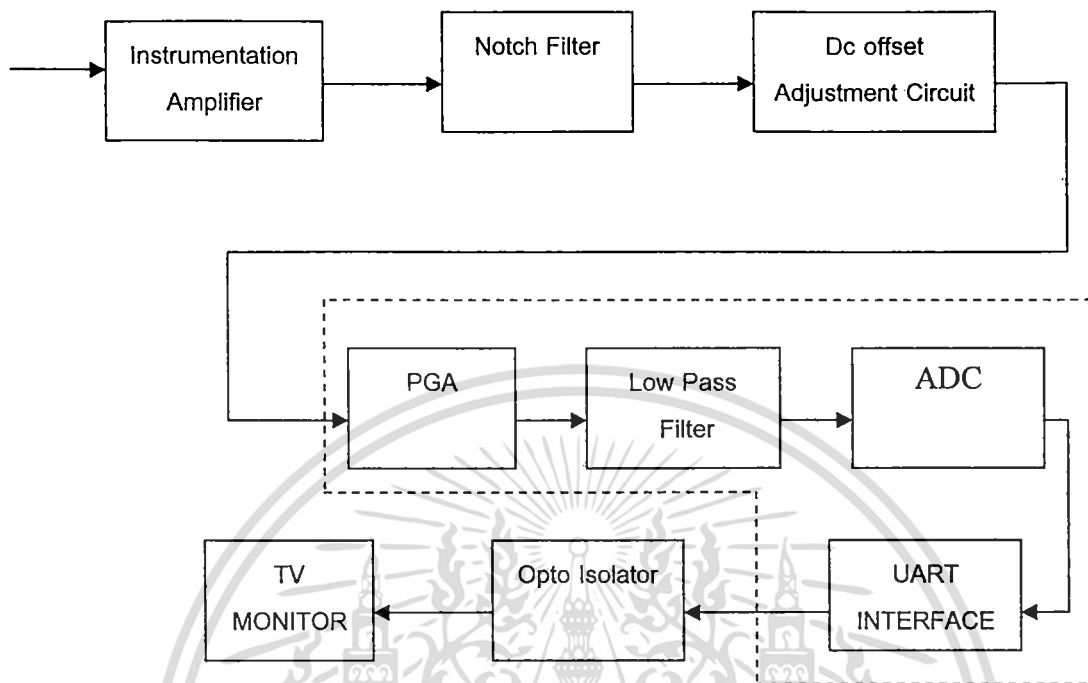 Instrumentation
Amplifier
Notch Filter
Dc offset
Adjustment Circuit
PGA
Low Pass
Filter
ADC
TV
MONITOR
Opto Isolator
UART
INTERFACE